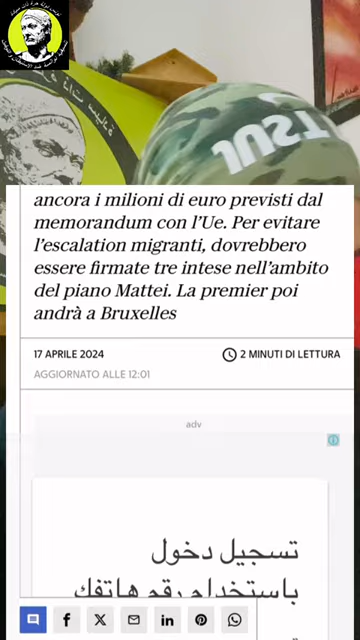 ancora i milioni di euro previsti dal
memorandum con l'Ue. Per evitare
l'escalation migranti, dovrebbero
essere firmate tre intese nell'ambito
del piano Mattei. La premier poi
andrà a Bruxelles
17 APRILE 2024
2 MINUTI DI LETTURA
AGGIORNATO ALLE 12:01
adv
تسجيل دخول
باستخدام رقم هاتفك